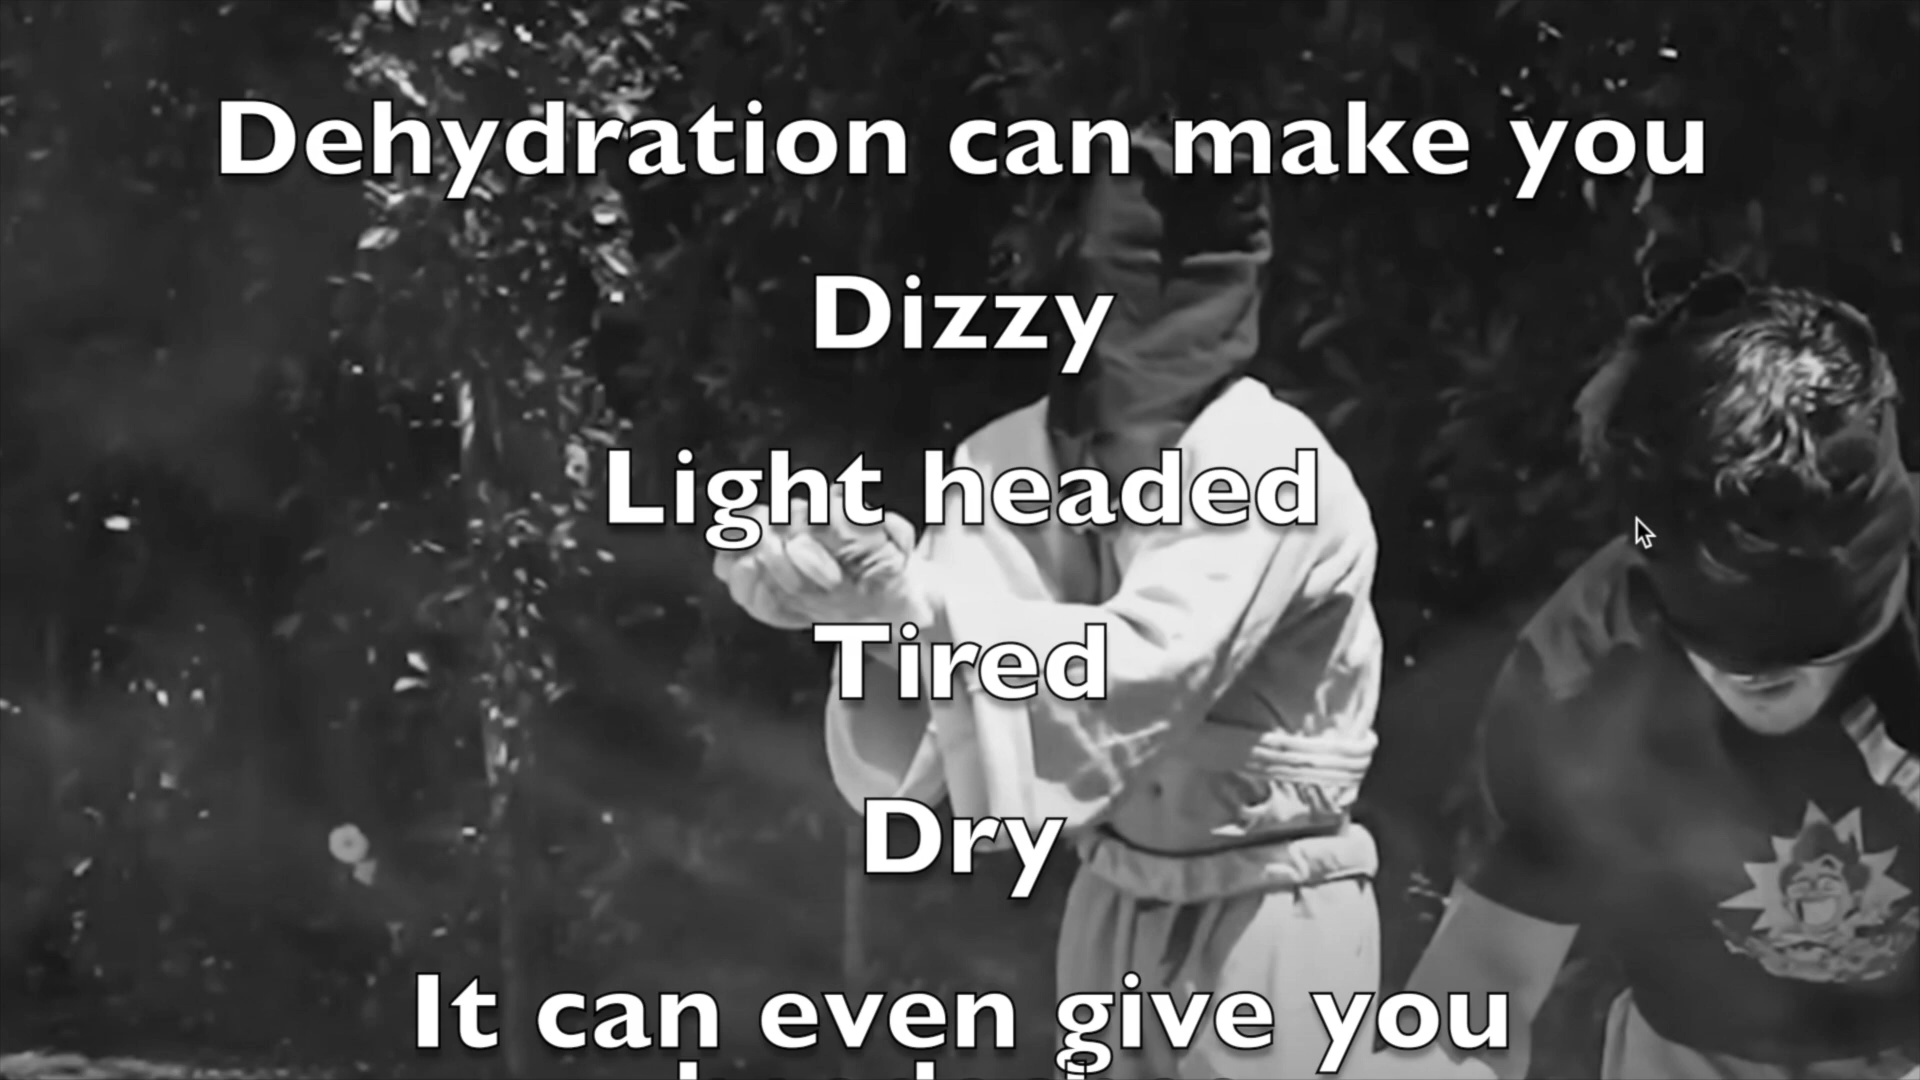 Dehydration can make you
Dizzy
Light headed
Tired
Dry
It can even give you